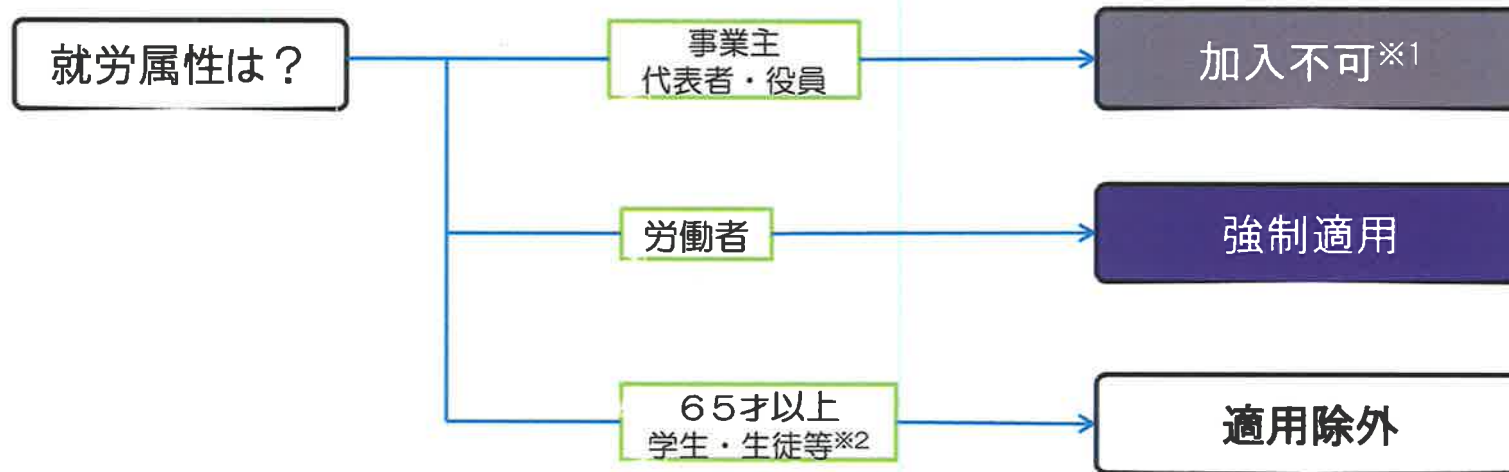 就労属性は？
事業主
代表者・役員
加入不可※1
労働者
強制適用
６５才以上
学生・生徒等※2
適用除外